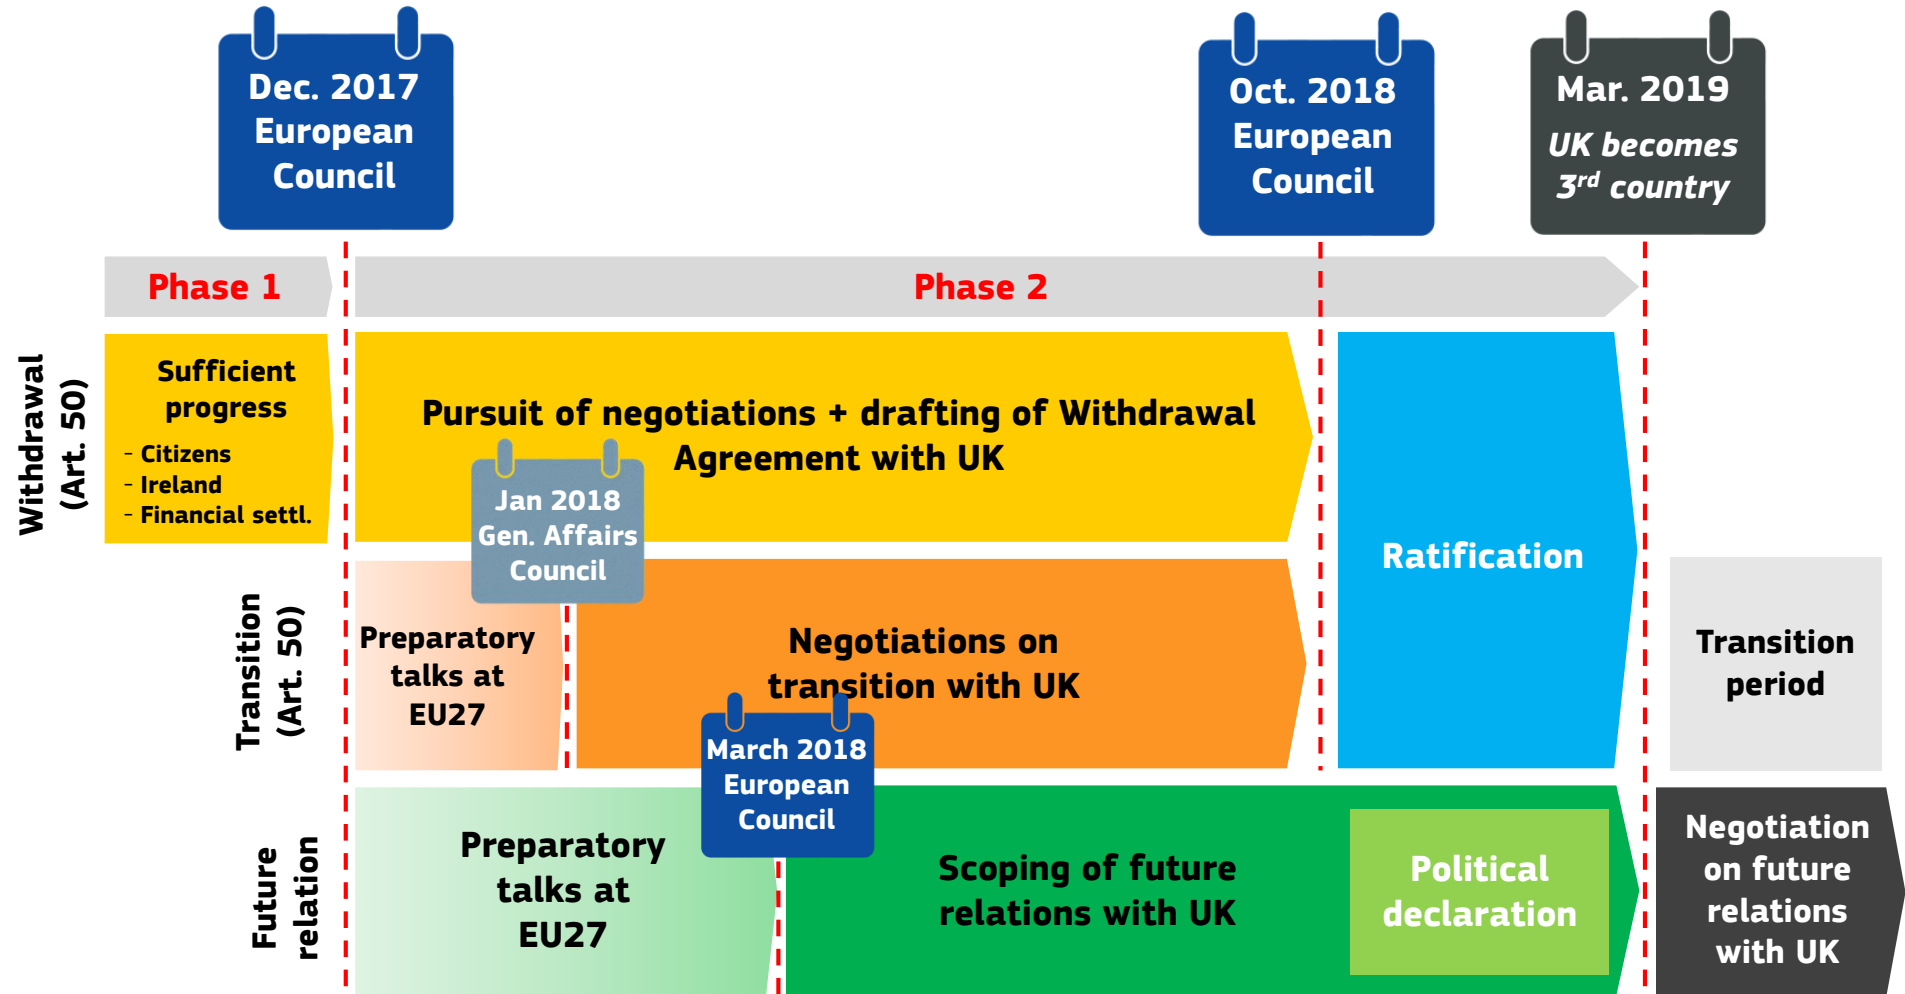 Dec. 2017
European
Council
Oct. 2018
European
Council
Mar. 2019
UK becomes
3rd country
Phase 1
Phase 2
Withdrawal
(Art. 50)
Sufficient
progress
- Citizens
- Ireland
- Financial settl.
Pursuit of negotiations + drafting of Withdrawal
Agreement with UK
Jan 2018
Gen. Affairs
Council
Ratification
Transition
(Art. 50)
Preparatory
talks at
EU27
Negotiations on
transition with UK
Transition
period
March 2018
European
Council
Future
relation
Preparatory
talks at
EU27
Scoping of future
relations with UK
Political
declaration
Negotiation
on future
relations
with UK